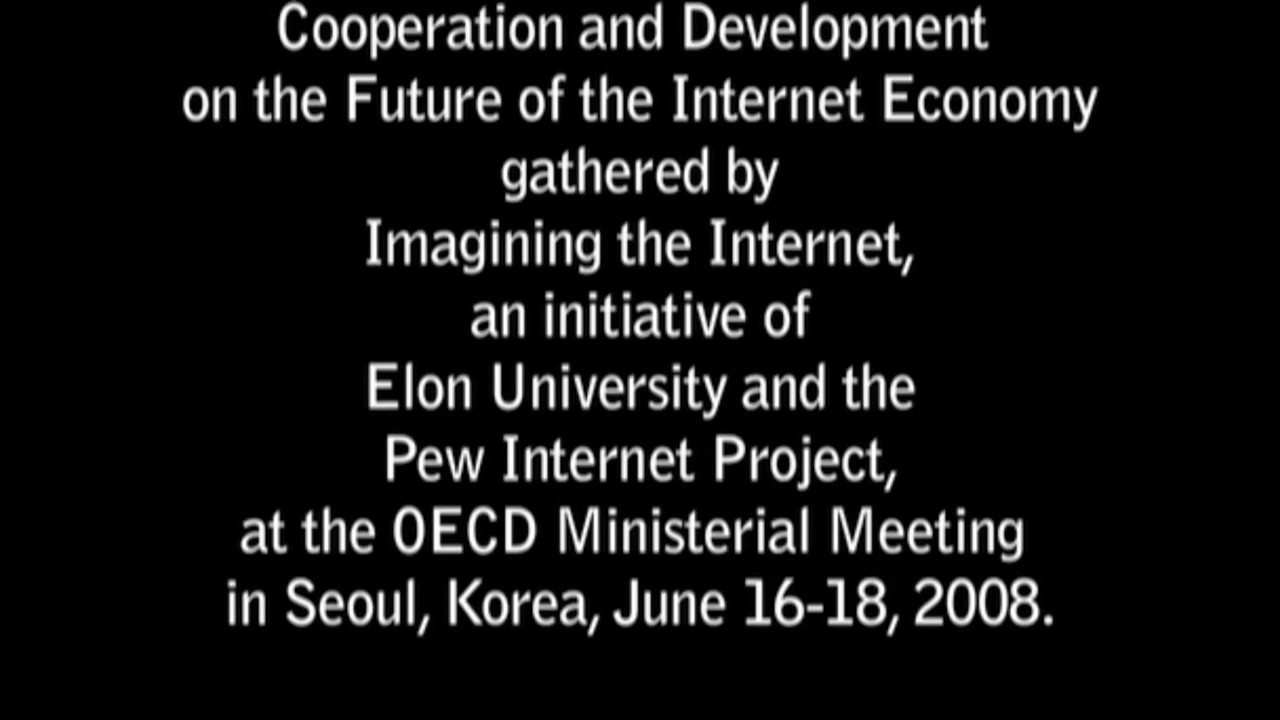 Cooperation and Development
on the Future of the Internet Economy
gathered by
Imagining the Internet,
an initiative of
Elon University and the
Pew Internet Project,
at the OECD Ministerial Meeting
in Seoul, Korea, June 16-18, 2008.